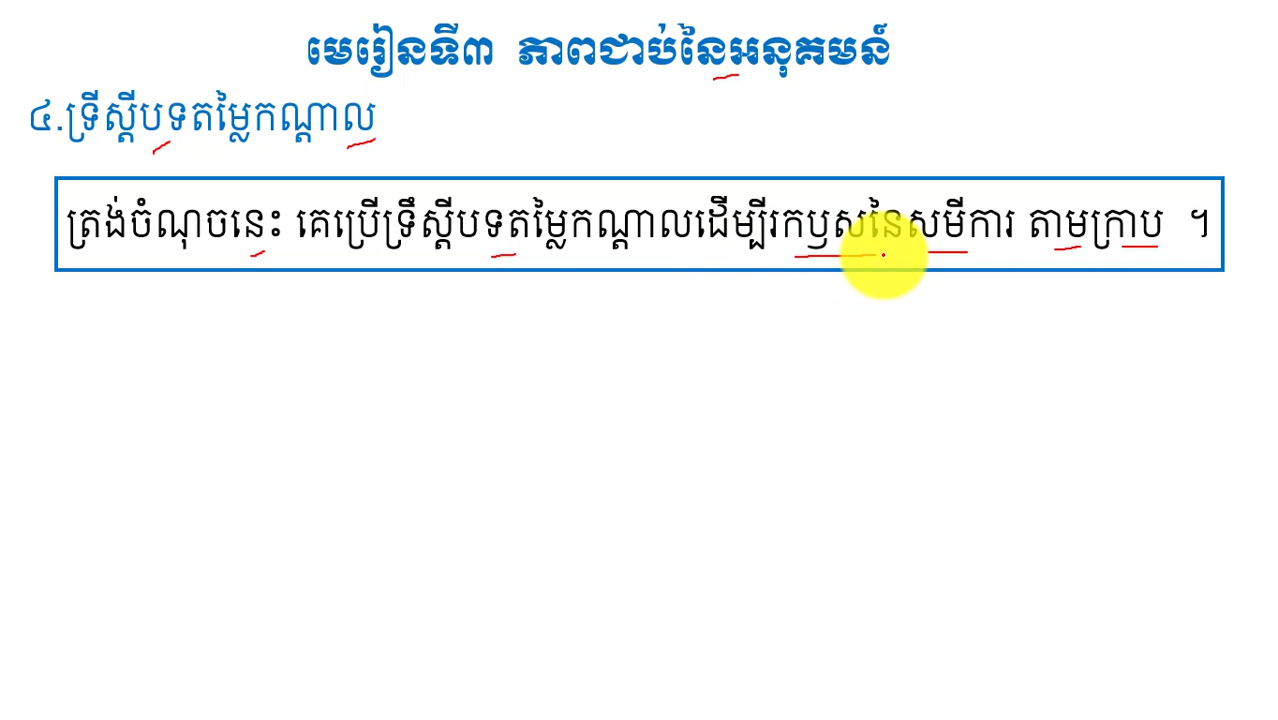 មេរៀនទី៣ ភាពជាប់នៃអនុគមន៍
៤.ទ្រីស្តីបទតម្លៃកណ្តាល
ត្រង់ចំណុចនេះ គេប្រើទ្រឹស្តីបទតម្លៃកណ្តាលដើម្បីរកឫសនៃសមីការ តាមក្រាប ។